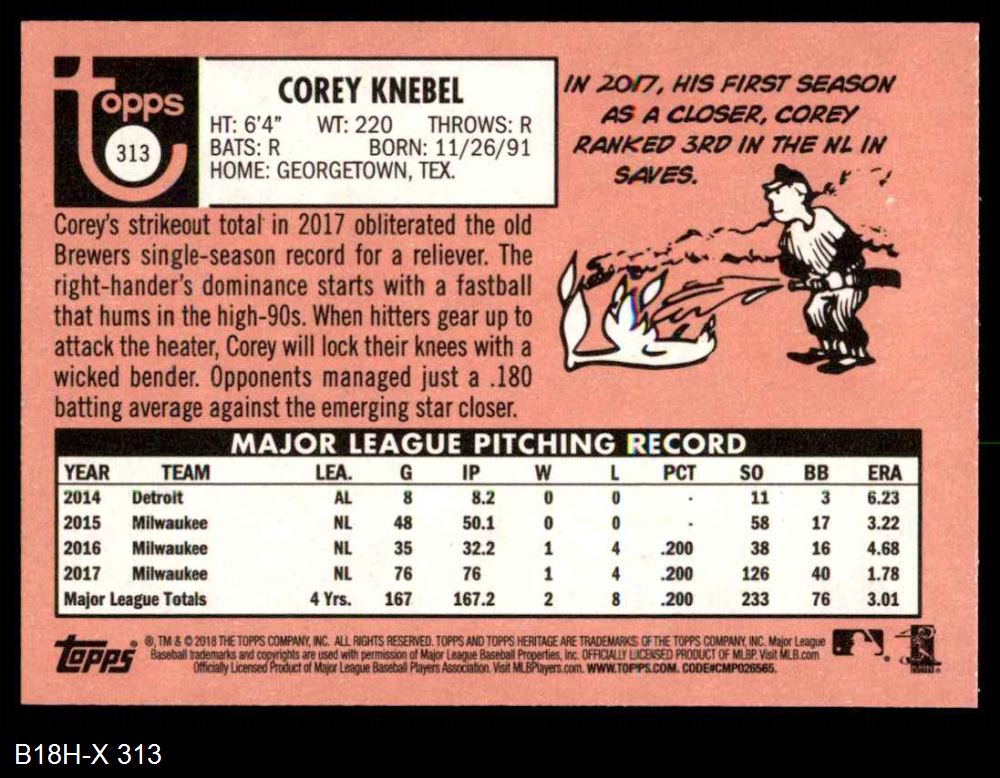 topps
313
COREY KNEBEL
HT: 6'4" WT: 220 THROWS: R
BATS: R BORN: 11/26/91
HOME: GEORGETOWN, TEX.
IN 2017, HIS FIRST SEASON
AS A CLOSER, COREY
RANKED 3RD IN THE NL IN
SAVES.
Corey's strikeout total in 2017 obliterated the old
Brewers single-season record for a reliever. The
right-hander's dominance starts with a fastball
that hums in the high-90s. When hitters gear up to
attack the heater, Corey will lock their knees with a
wicked bender. Opponents managed just a .180
batting average against the emerging star closer.
MAJOR LEAGUE PITCHING RECORD
YEAR TEAM LEA. G IP W L PCT SO BB ERA
2014 Detroit AL 8 8.2 0 0 - 11 3 6.23
2015 Milwaukee NL 48 50.1 0 0 - 58 17 3.22
2016 Milwaukee NL 35 32.2 1 4 .200 38 16 4.68
2017 Milwaukee NL 76 76 1 4 .200 126 40 1.78
Major League Totals 4 Yrs. 167 167.2 2 8 .200 233 76 3.01
Topps
®, TM & © 2018 THE TOPPS COMPANY, INC. ALL RIGHTS RESERVED. TOPPS AND TOPPS HERITAGE ARE TRADEMARKS OF THE TOPPS COMPANY, INC. Major League
Baseball trademarks and copyrights are used with permission of Major League Baseball Properties, Inc. OFFICIALLY LICENSED PRODUCT OF MLBP. Visit MLB.com
Officially Licensed Product of Major League Baseball Players Association. Visit MLBPlayers.com. WWW.TOPPS.COM. CODE#CMP026565.
B18H-X 313